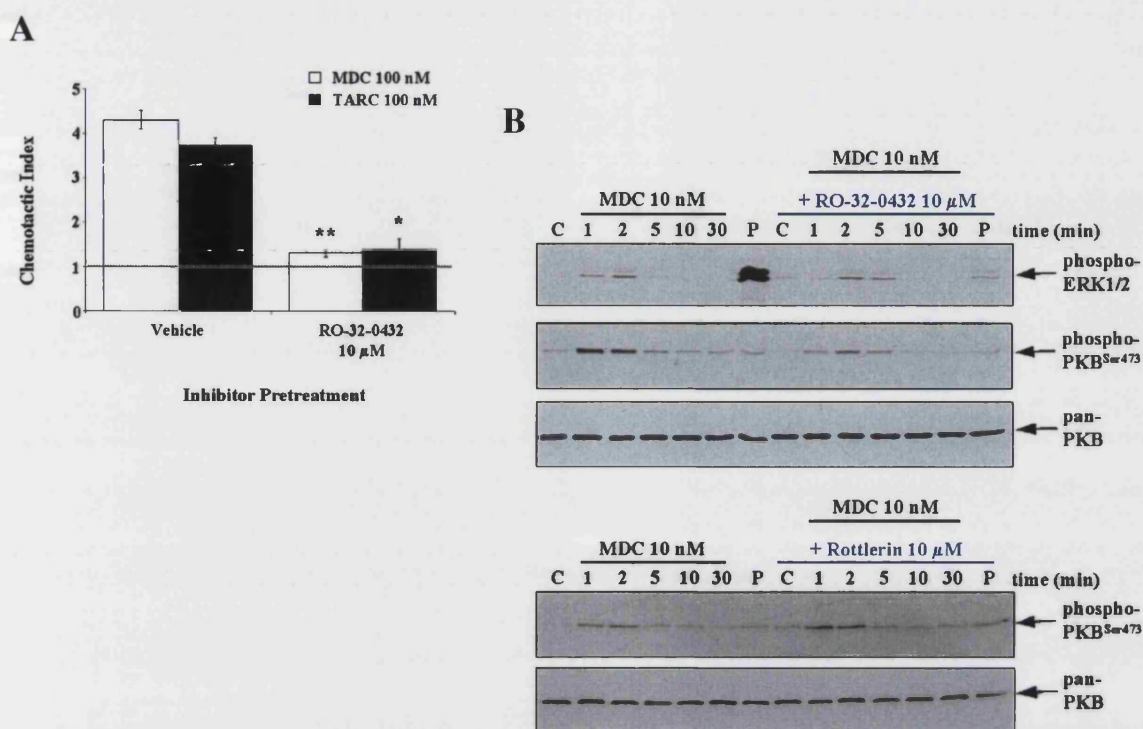 A
MDC 100 nM
TARC 100 nM
5
4
3
2
1
0
Chemotactic Index
**
*
Vehicle
RO-32-0432
10 µM
Inhibitor Pretreatment
B
MDC 10 nM
MDC 10 nM
+ RO-32-0432 10 µM
C 1 2 5 10 30 P C 1 2 5 10 30 P time (min)
phospho-
ERK1/2
phospho-
PKBSer473
pan-
PKB
MDC 10 nM
MDC 10 nM
+ Rottlerin 10 µM
C 1 2 5 10 30 P C 1 2 5 10 30 P time (min)
phospho-
PKBSer473
pan-
PKB